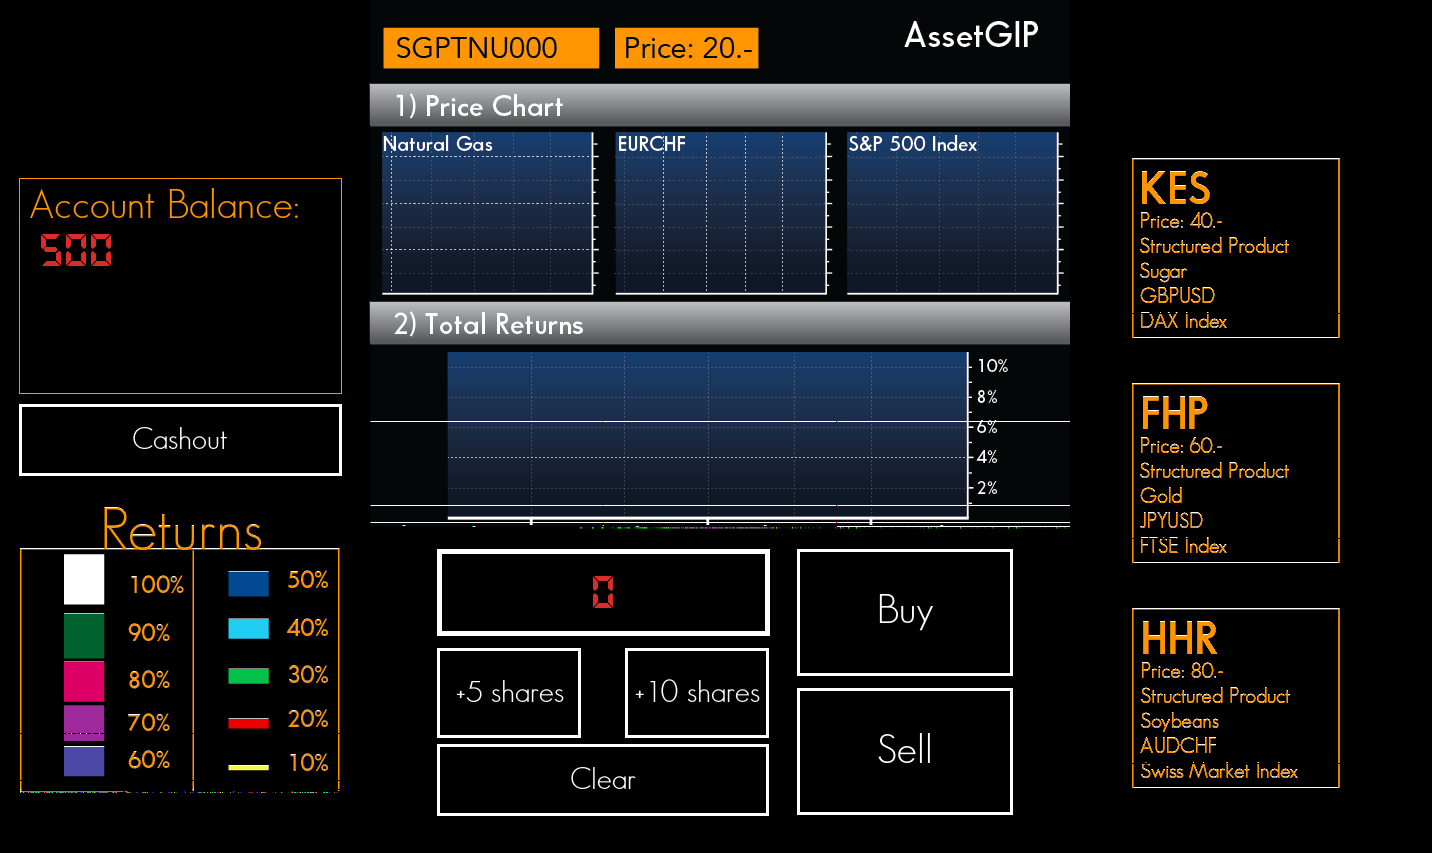 SGPTNU000
Price: 20.-
AssetGIP
1) Price Chart
Natural Gas
EURCHF
S&P 500 Index
Account Balance:
500
2) Total Returns
10%
8%
6%
4%
2%
Cashout
Returns
100%
90%
80%
70%
60%
50%
40%
30%
20%
10%
0
+5 shares
+10 shares
Clear
Buy
Sell
KES
Price: 40.-
Structured Product
Sugar
GBPUSD
DAX Index
FHP
Price: 60.-
Structured Product
Gold
JPYUSD
FTSE Index
HHR
Price: 80.-
Structured Product
Soybeans
AUDCHF
Swiss Market Index